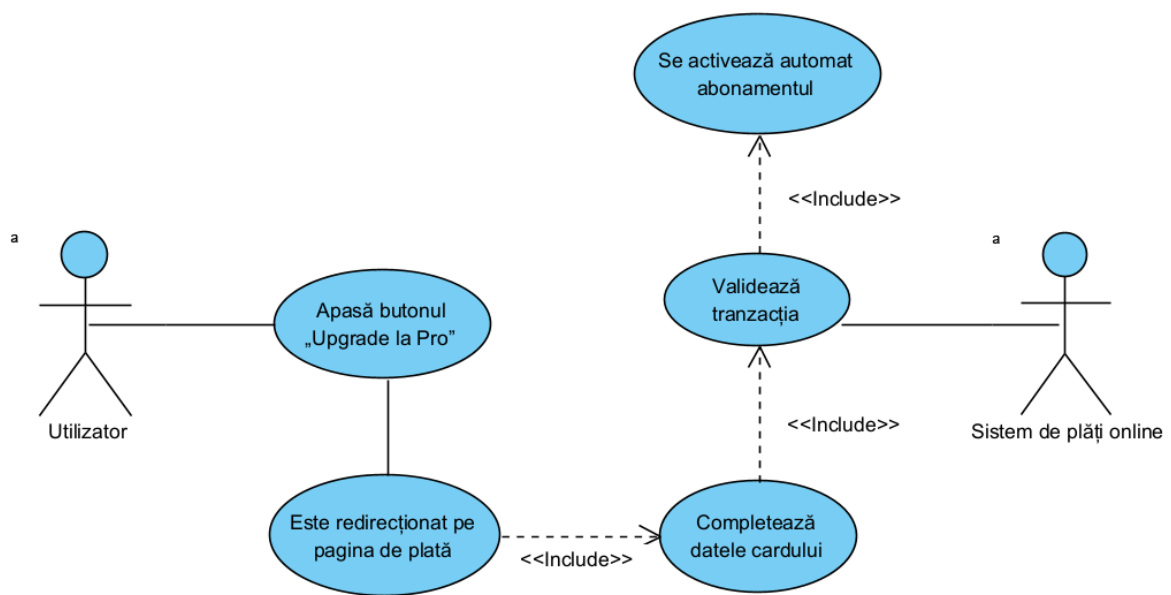 Se activează automat
abonamentul
<<Include>>
a
a
Validează
tranzacția
Apasă butonul
„Upgrade la Pro”
<<Include>>
Utilizator
Sistem de plăți online
Este redirecționat pe
pagina de plată
<<Include>>
Completează
datele cardului